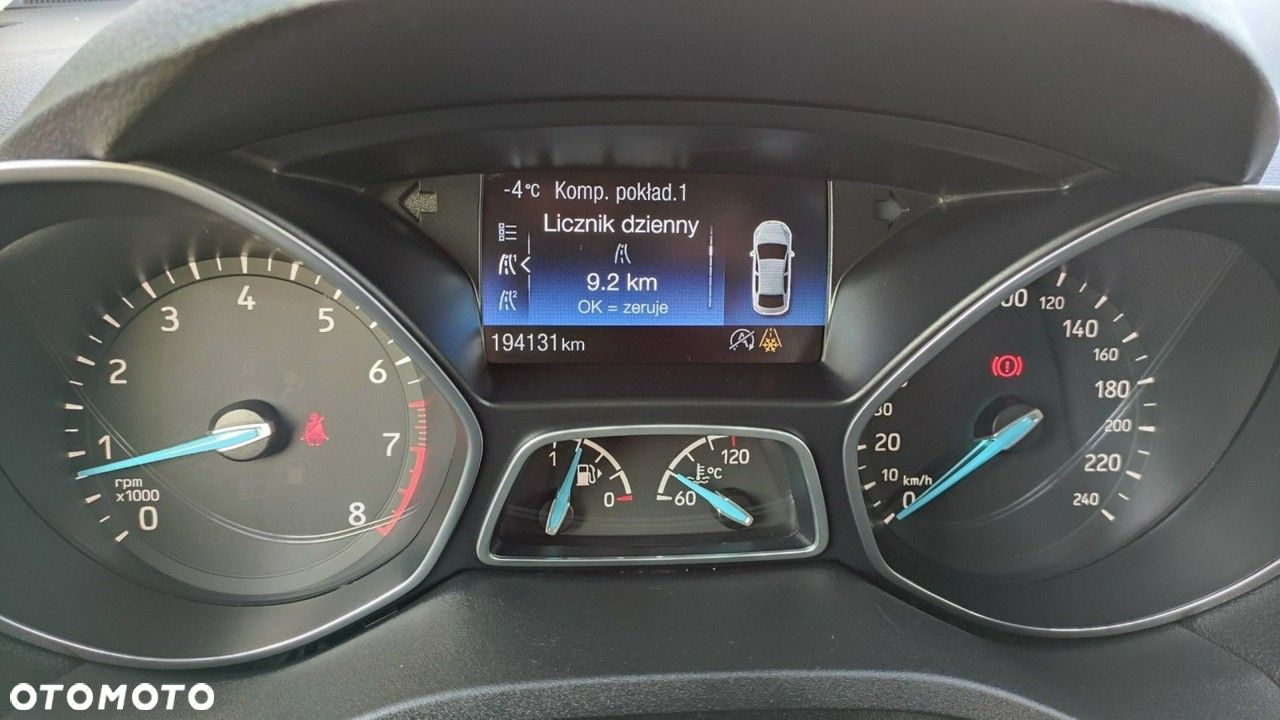 -4°C Komp. pokład.1
Licznik dzienny
9.2 km
OK = zeruje
194131 km
0
1
2
3
4
5
6
7
8
rpm
x1000
1
0
60
120
°C
0
10
20
km/h
120
140
160
180
200
220
240
OTOMOTO